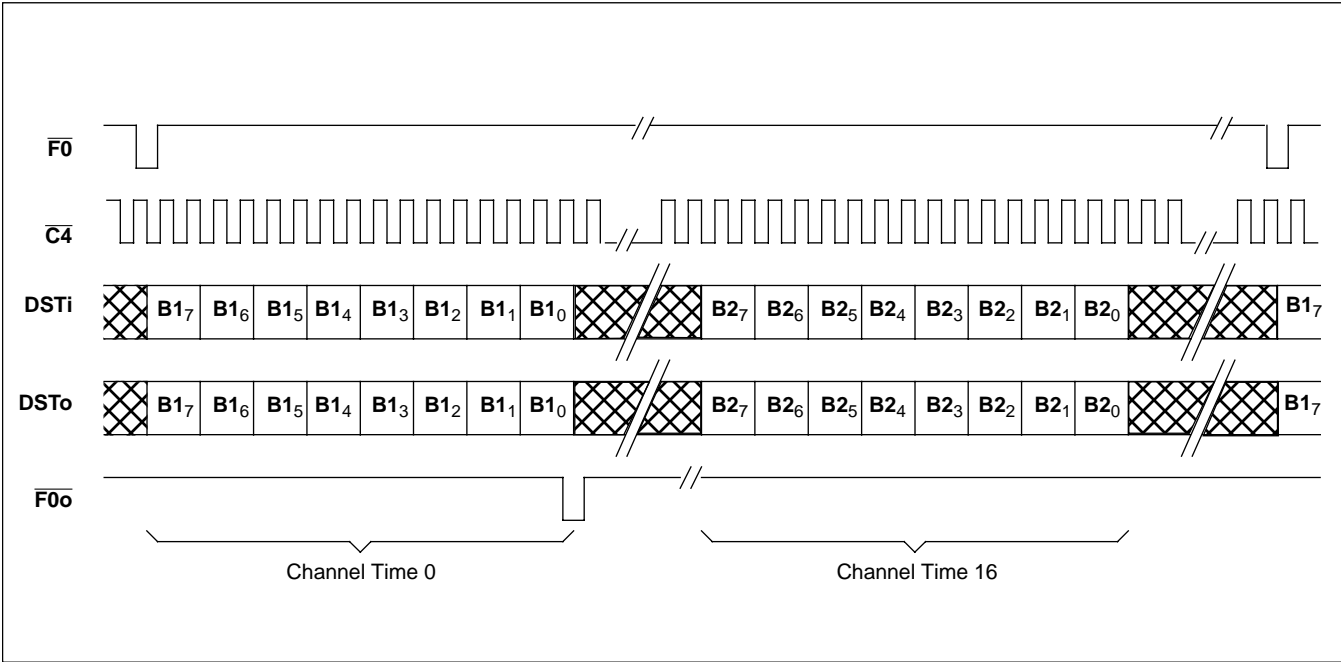 F0
C4
DSTi B1₇ B1₆ B1₅ B1₄ B1₃ B1₂ B1₁ B1₀ B2₇ B2₆ B2₅ B2₄ B2₃ B2₂ B2₁ B2₀ B1₇
DSTo B1₇ B1₆ B1₅ B1₄ B1₃ B1₂ B1₁ B1₀ B2₇ B2₆ B2₅ B2₄ B2₃ B2₂ B2₁ B2₀ B1₇
F0o
Channel Time 0 Channel Time 16